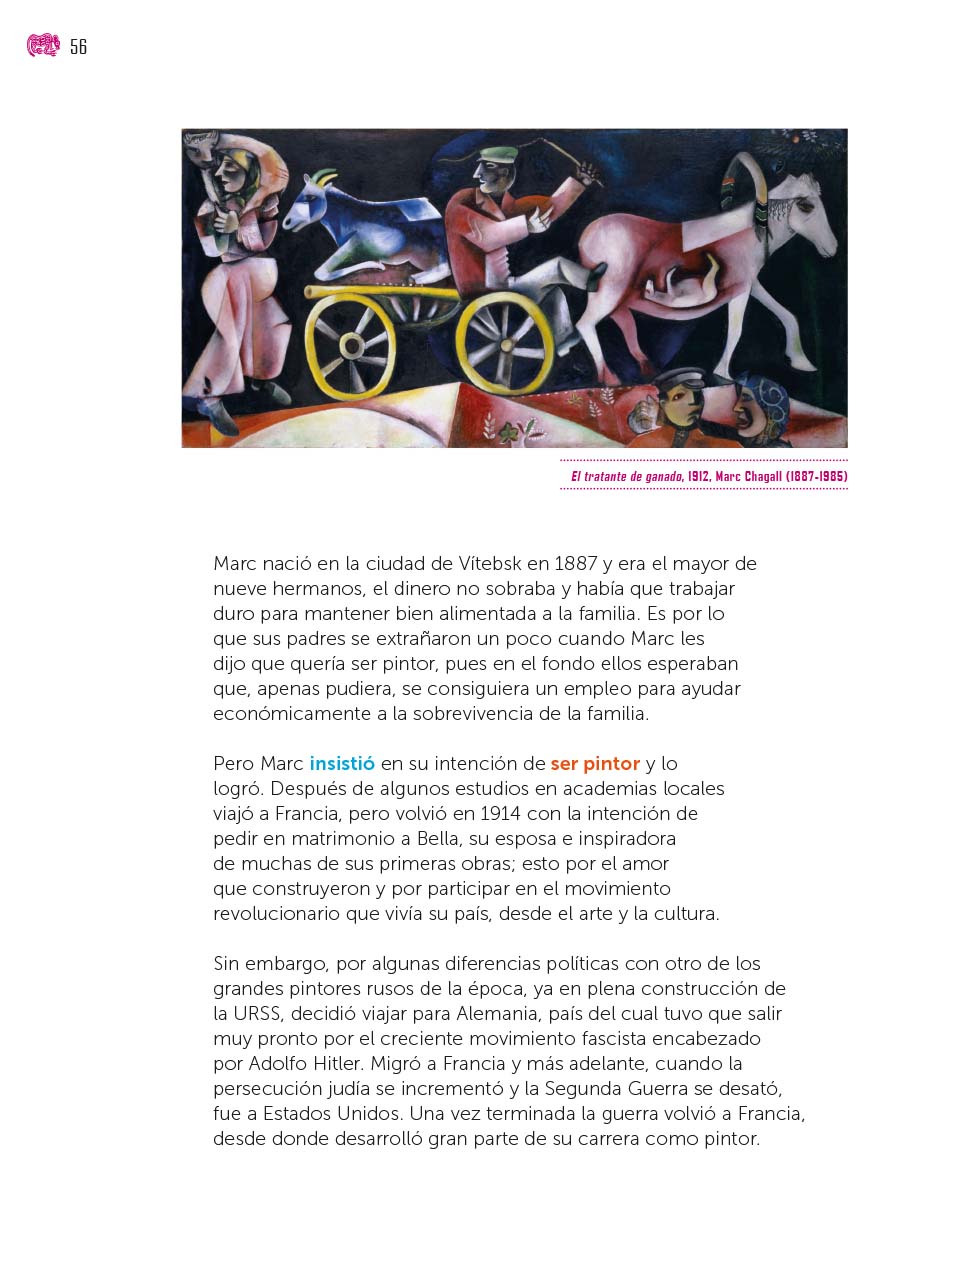 56
El tratante de ganado, 1912, Marc Chagall (1887-1985)
Marc nació en la ciudad de Vítebsk en 1887 y era el mayor de
nueve hermanos, el dinero no sobraba y había que trabajar
duro para mantener bien alimentada a la familia. Es por lo
que sus padres se extrañaron un poco cuando Marc les
dijo que quería ser pintor, pues en el fondo ellos esperaban
que, apenas pudiera, se consiguiera un empleo para ayudar
económicamente a la sobrevivencia de la familia.
Pero Marc insistió en su intención de ser pintor y lo
logró. Después de algunos estudios en academias locales
viajó a Francia, pero volvió en 1914 con la intención de
pedir en matrimonio a Bella, su esposa e inspiradora
de muchas de sus primeras obras; esto por el amor
que construyeron y por participar en el movimiento
revolucionario que vivía su país, desde el arte y la cultura.
Sin embargo, por algunas diferencias políticas con otro de los
grandes pintores rusos de la época, ya en plena construcción de
la URSS, decidió viajar para Alemania, país del cual tuvo que salir
muy pronto por el creciente movimiento fascista encabezado
por Adolfo Hitler. Migró a Francia y más adelante, cuando la
persecución judía se incrementó y la Segunda Guerra se desató,
fue a Estados Unidos. Una vez terminada la guerra volvió a Francia,
desde donde desarrolló gran parte de su carrera como pintor.